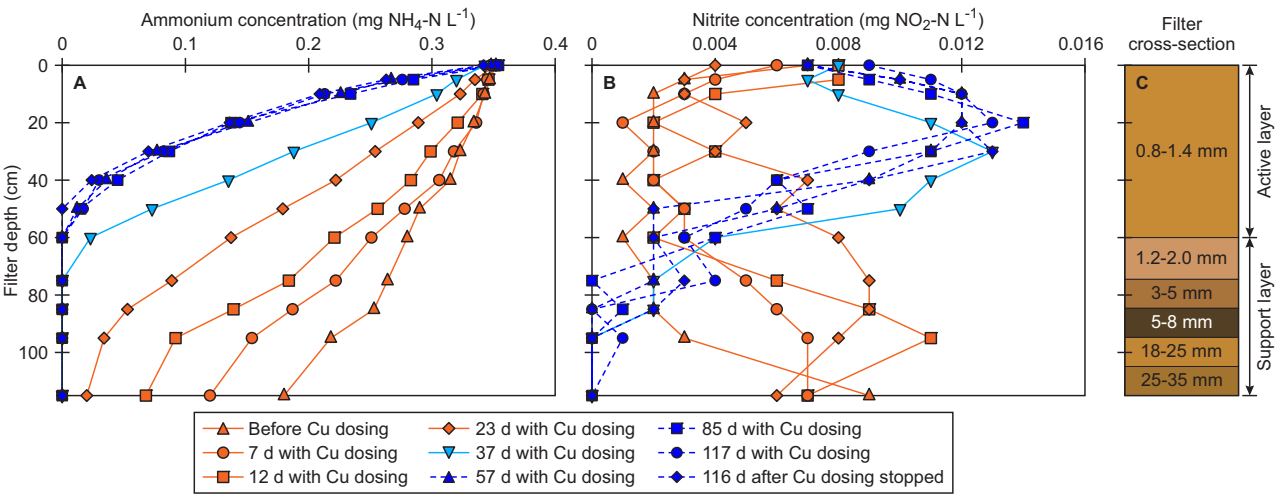 Ammonium concentration (mg NH4-N L-1)
0 0.1 0.2 0.3 0.4
Filter depth (cm)
0
20
40
60
80
100
A
Nitrite concentration (mg NO2-N L-1)
0 0.004 0.008 0.012 0.016
B
Filter
cross-section
C
0.8-1.4 mm
1.2-2.0 mm
3-5 mm
5-8 mm
18-25 mm
25-35 mm
Active layer
Support layer
Before Cu dosing
7 d with Cu dosing
12 d with Cu dosing
23 d with Cu dosing
37 d with Cu dosing
57 d with Cu dosing
85 d with Cu dosing
117 d with Cu dosing
116 d after Cu dosing stopped